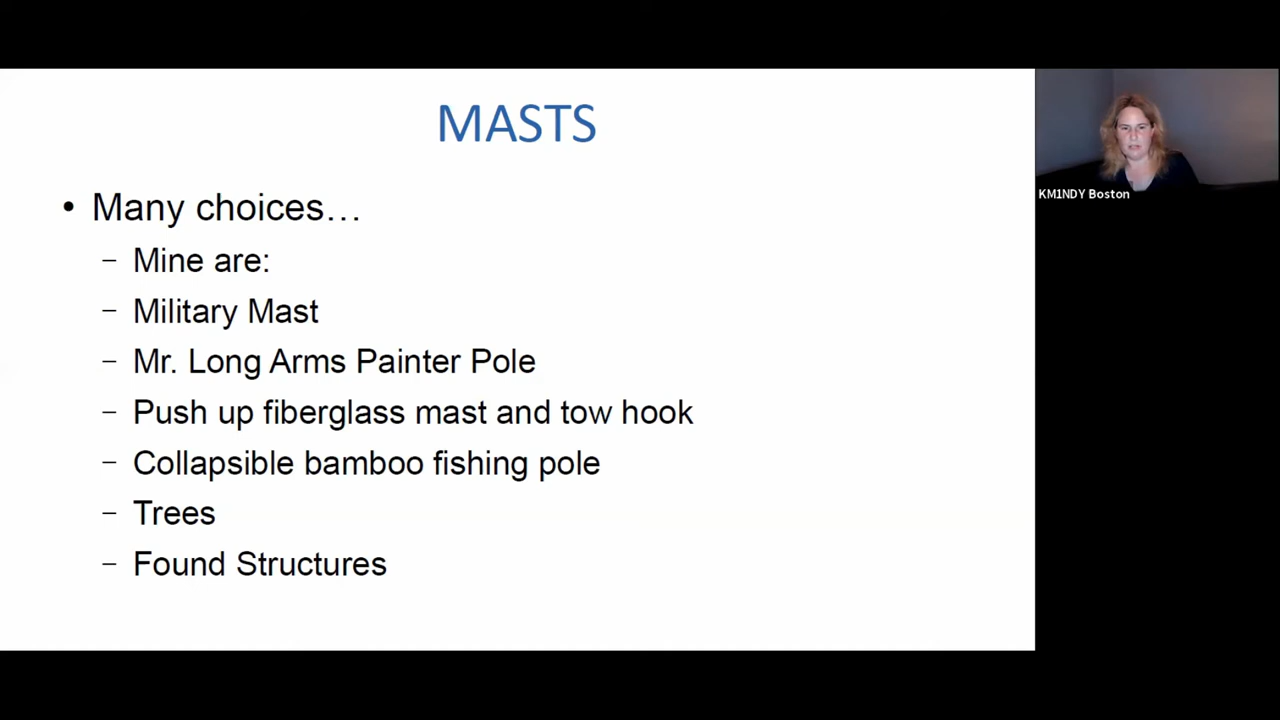 MASTS
• Many choices…
– Mine are:
– Military Mast
– Mr. Long Arms Painter Pole
– Push up fiberglass mast and tow hook
– Collapsible bamboo fishing pole
– Trees
– Found Structures
KM1NDY Boston